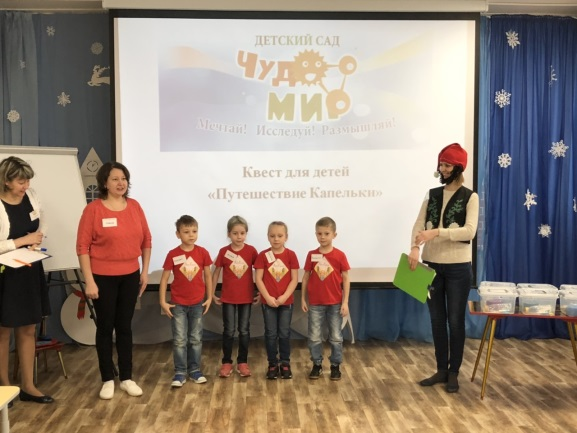 ДЕТСКИЙ САД
ЧУДО
МИР
Мечтай! Исследуй! Размышляй!
Квест для детей
«Путешествие Капельки»